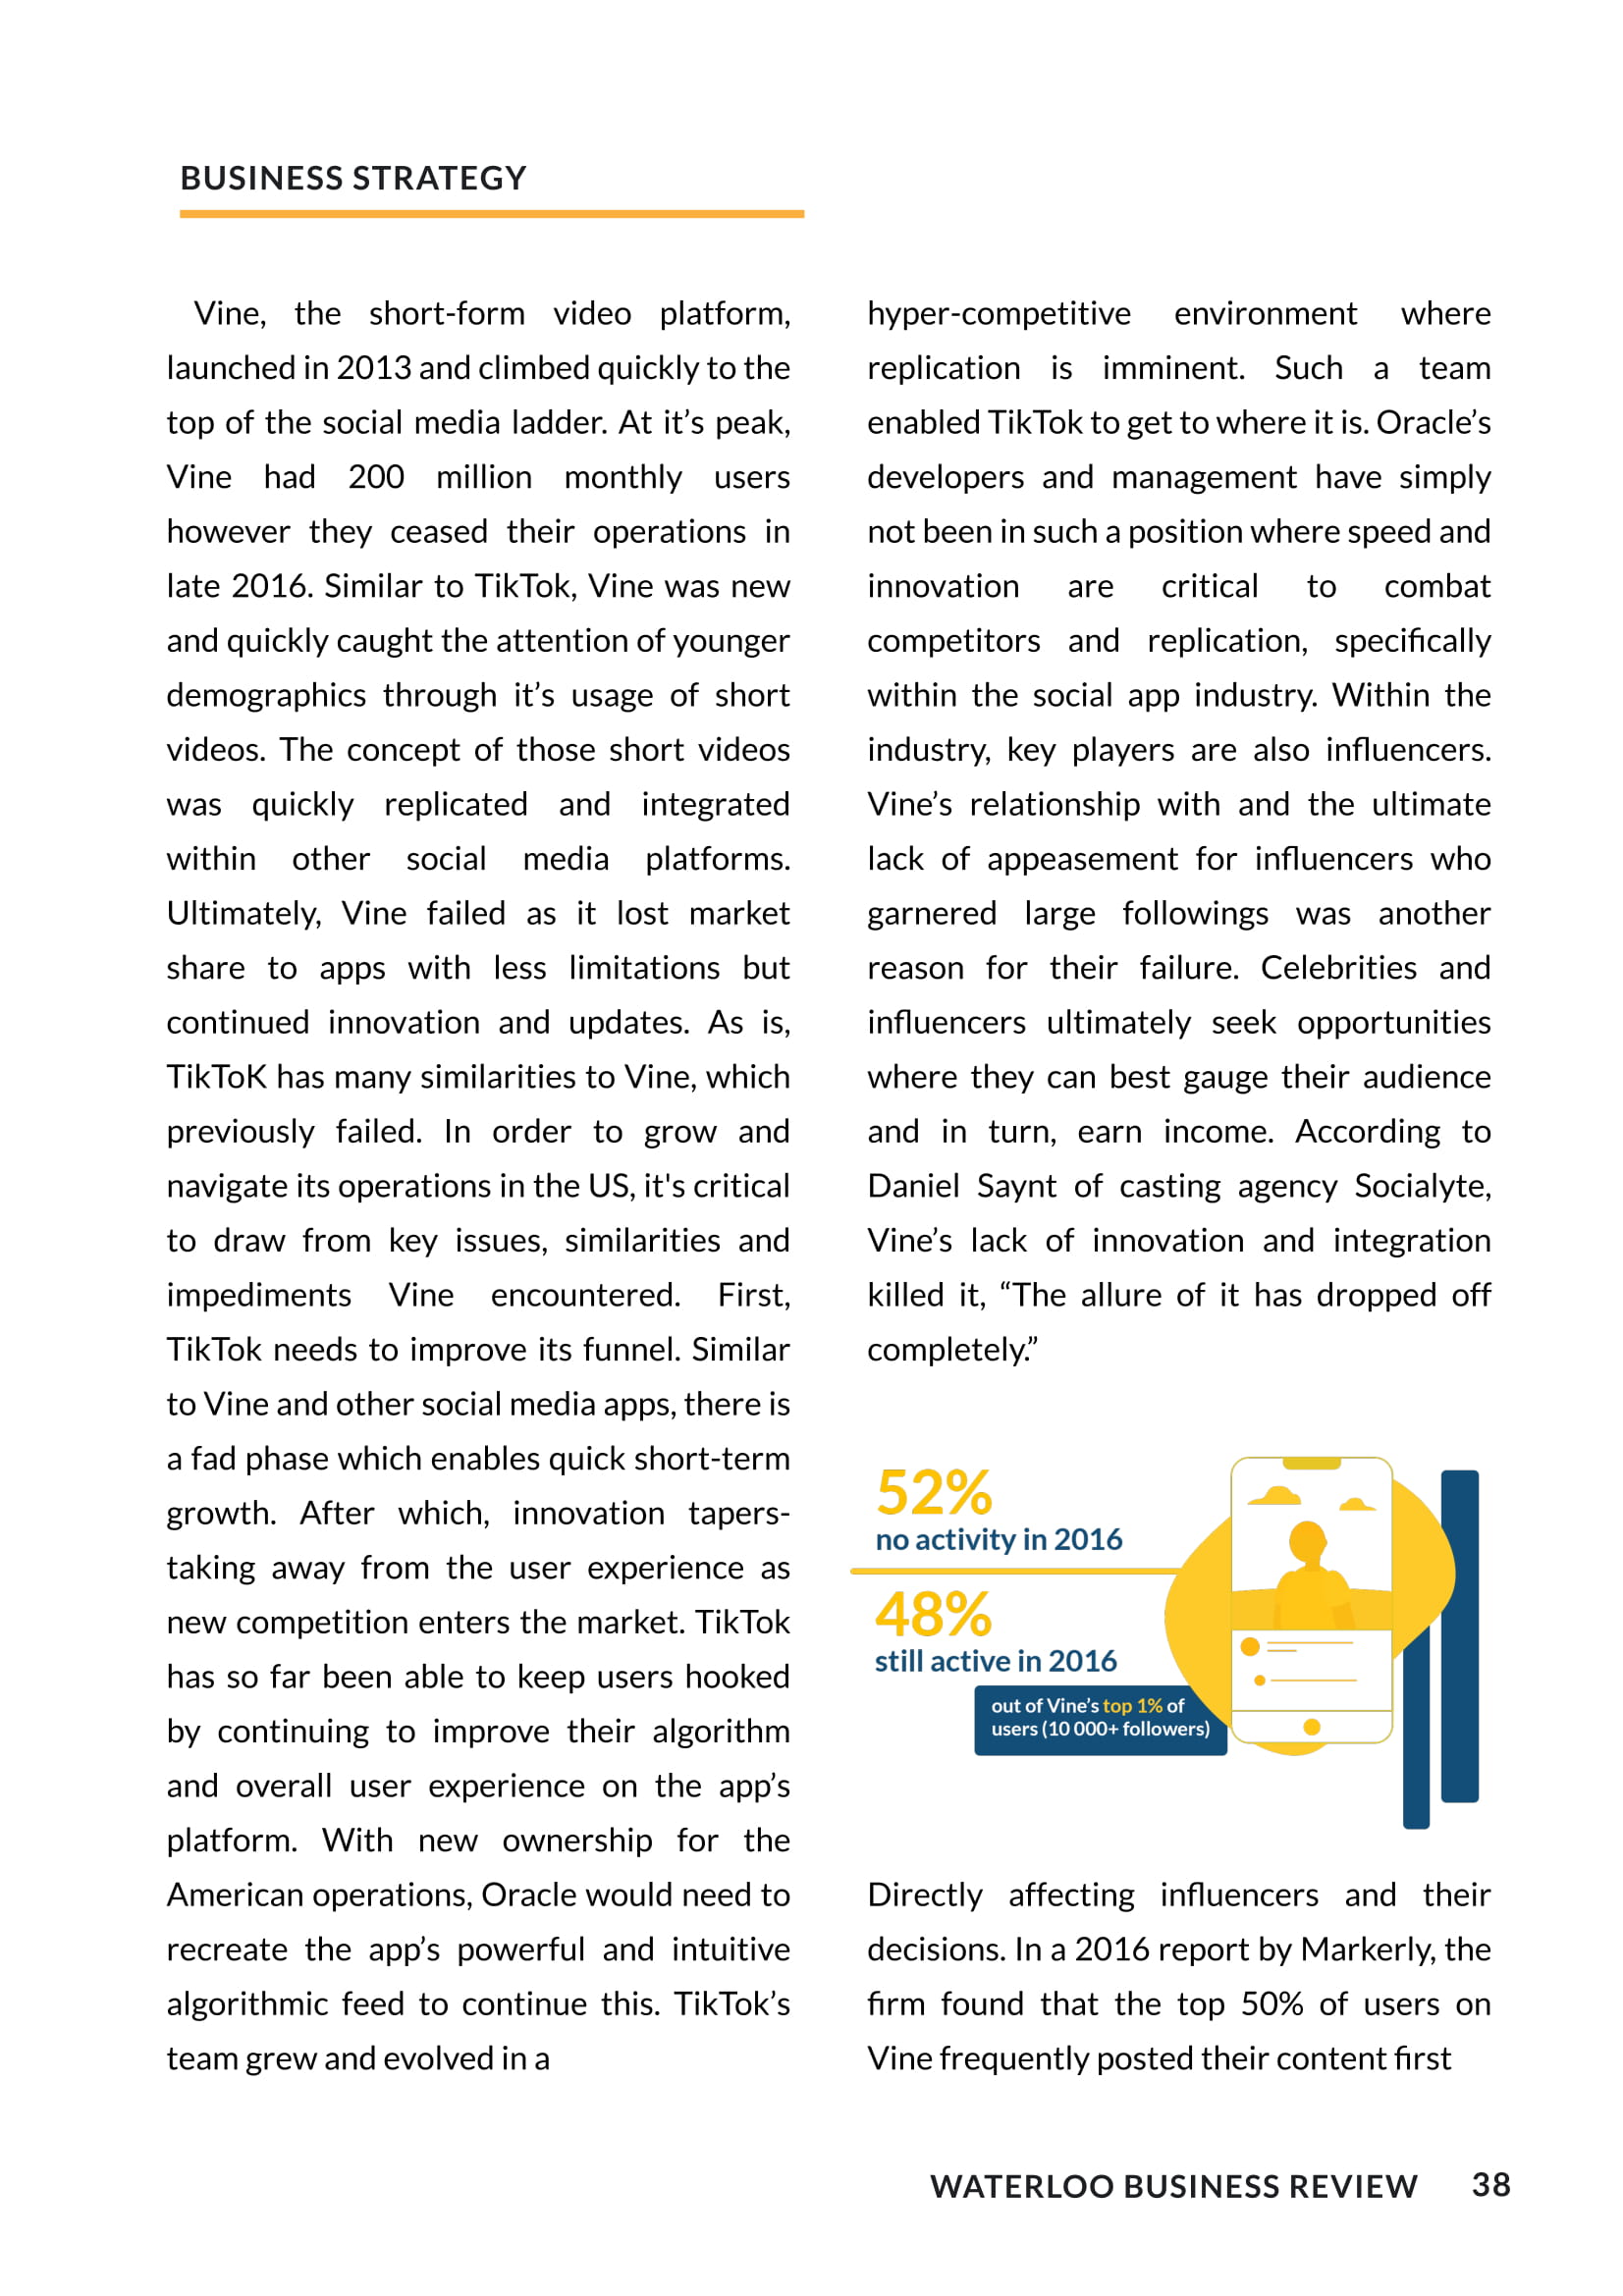 BUSINESS STRATEGY
Vine, the short-form video platform,
launched in 2013 and climbed quickly to the
top of the social media ladder. At it’s peak,
Vine had 200 million monthly users
however they ceased their operations in
late 2016. Similar to TikTok, Vine was new
and quickly caught the attention of younger
demographics through it’s usage of short
videos. The concept of those short videos
was quickly replicated and integrated
within other social media platforms.
Ultimately, Vine failed as it lost market
share to apps with less limitations but
continued innovation and updates. As is,
TikToK has many similarities to Vine, which
previously failed. In order to grow and
navigate its operations in the US, it's critical
to draw from key issues, similarities and
impediments Vine encountered. First,
TikTok needs to improve its funnel. Similar
to Vine and other social media apps, there is
a fad phase which enables quick short-term
growth. After which, innovation tapers-
taking away from the user experience as
new competition enters the market. TikTok
has so far been able to keep users hooked
by continuing to improve their algorithm
and overall user experience on the app’s
platform. With new ownership for the
American operations, Oracle would need to
recreate the app’s powerful and intuitive
algorithmic feed to continue this. TikTok’s
team grew and evolved in a
hyper-competitive environment where
replication is imminent. Such a team
enabled TikTok to get to where it is. Oracle’s
developers and management have simply
not been in such a position where speed and
innovation are critical to combat
competitors and replication, specifically
within the social app industry. Within the
industry, key players are also influencers.
Vine’s relationship with and the ultimate
lack of appeasement for influencers who
garnered large followings was another
reason for their failure. Celebrities and
influencers ultimately seek opportunities
where they can best gauge their audience
and in turn, earn income. According to
Daniel Saynt of casting agency Socialyte,
Vine’s lack of innovation and integration
killed it, “The allure of it has dropped off
completely.”
52%
no activity in 2016
48%
still active in 2016
out of Vine’s top 1% of
users (10 000+ followers)
Directly affecting influencers and their
decisions. In a 2016 report by Markerly, the
firm found that the top 50% of users on
Vine frequently posted their content first
WATERLOO BUSINESS REVIEW 38